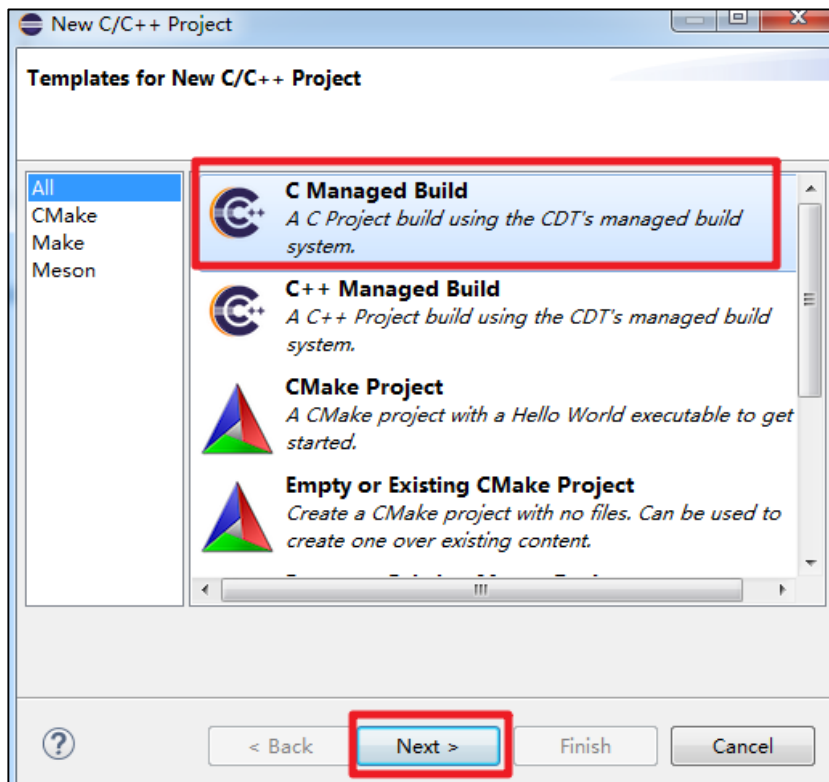 New C/C++ Project
Templates for New C/C++ Project
All
CMake
Make
Meson
C Managed Build
A C Project build using the CDT's managed build
system.
C++ Managed Build
A C++ Project build using the CDT's managed build
system.
CMake Project
A CMake project with a Hello World executable to get
started.
Empty or Existing CMake Project
Create a CMake project with no files. Can be used to
create one over existing content.
< Back
Next >
Finish
Cancel